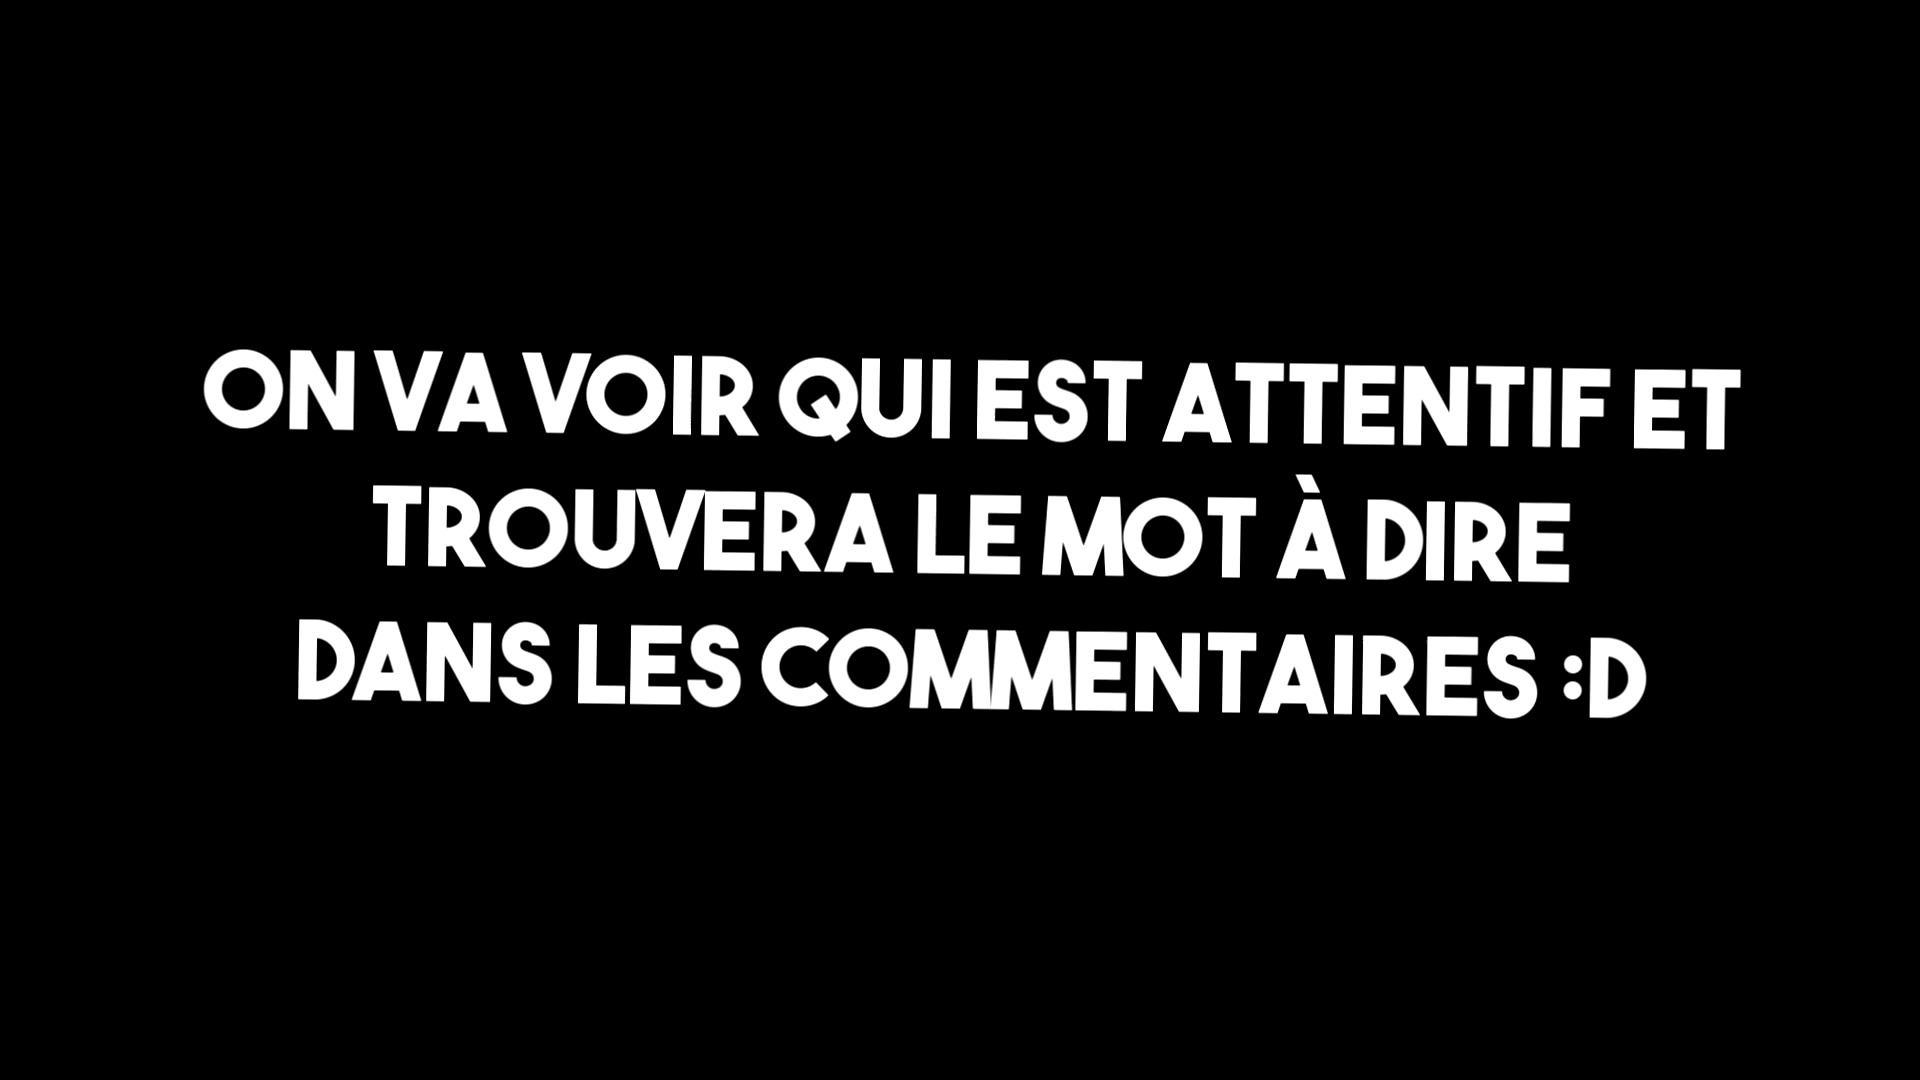 ON VA VOIR QUI EST ATTENTIF ET
TROUVERA LE MOT À DIRE
DANS LES COMMENTAIRES :D